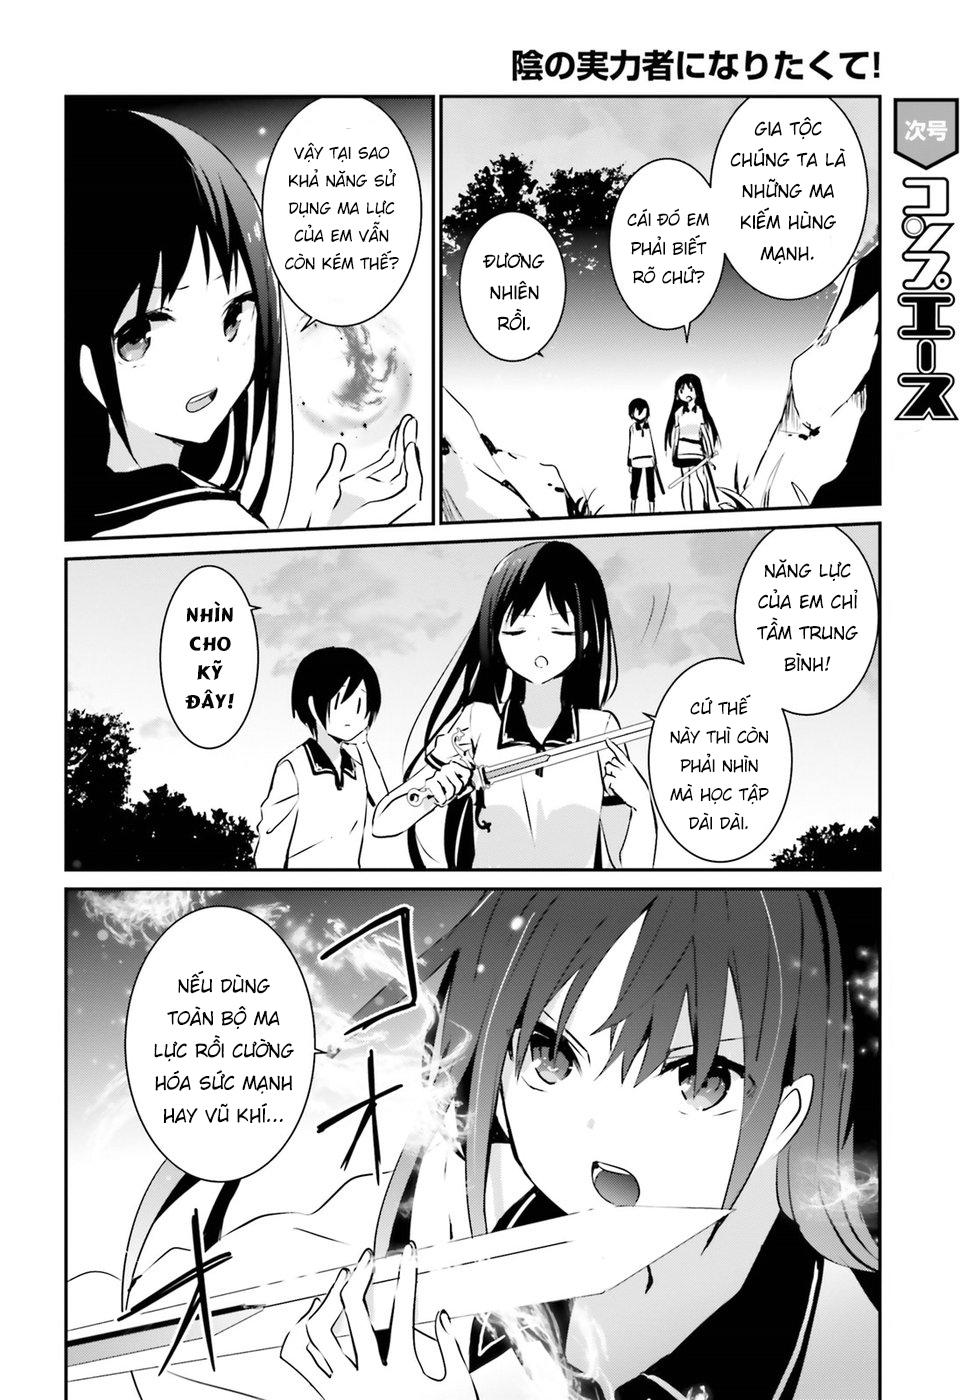 陰の実力者になりたくて!
次号
コンプエース
GIA TỘC
CHÚNG TA LÀ
NHỮNG MA
KIẾM HÙNG
MẠNH.
CÁI ĐÓ EM
PHẢI BIẾT
RÕ CHỨ?
ĐƯƠNG
NHIÊN
RỒI.
VẬY TẠI SAO
KHẢ NĂNG SỬ
DỤNG MA LỰC
CỦA EM VẪN
CÒN KÉM THẾ?
NĂNG LỰC
CỦA EM CHỈ
TẦM TRUNG
BÌNH!
CỨ THẾ
NÀY THÌ CÒN
PHẢI NHÌN
MÀ HỌC TẬP
DÀI DÀI.
NHÌN
CHO
KỸ
ĐÂY!
NẾU DÙNG
TOÀN BỘ MA
LỰC RỒI CƯỜNG
HÓA SỨC MẠNH
HAY VŨ KHÍ...